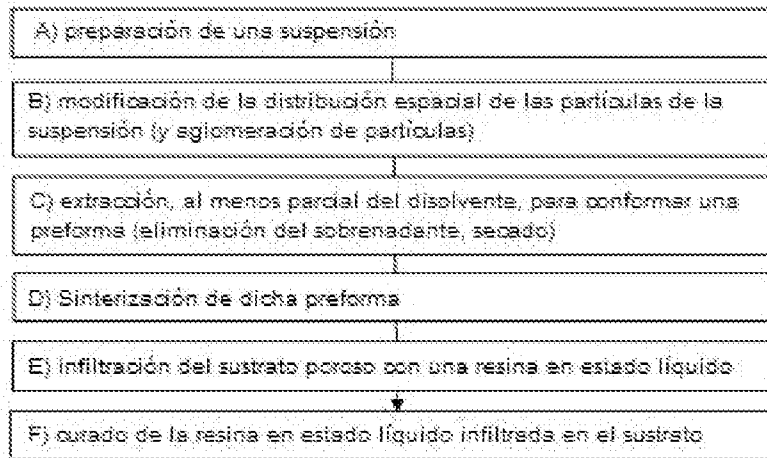 A) preparación de una suspensión
B) modificación de la distribución espacial de las partículas de la
suspensión (y aglomeración de partículas)
C) extracción, al menos parcial del disolvente, para conformar una
preforma (eliminación del sobrenadante, secado)
D) Sinterización de dicha preforma
E) infiltración del sustrato poroso con una resina en estado líquido
F) curado de la resina en estado líquido infiltrada en el sustrato